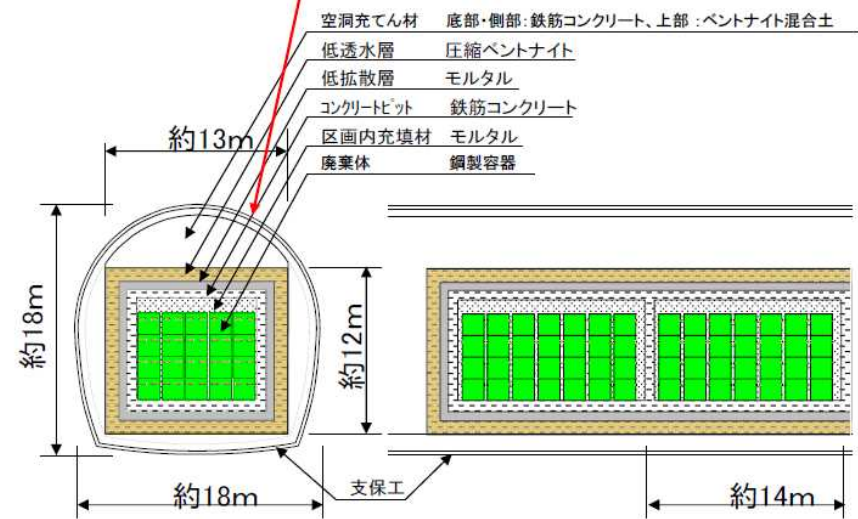 空洞充てん材 底部・側部：鉄筋コンクリート、上部：ベントナイト混合土
低透水層 圧縮ベントナイト
低拡散層 モルタル
コンクリートピット 鉄筋コンクリート
区画内充填材 モルタル
廃棄体 鋼製容器
約13m
約18m
約12m
約18m
支保工
約14m